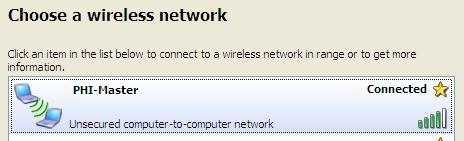 Choose a wireless network
Click an item in the list below to connect to a wireless network in range or to get more
information.
PHI-Master Connected
Unsecured computer-to-computer network